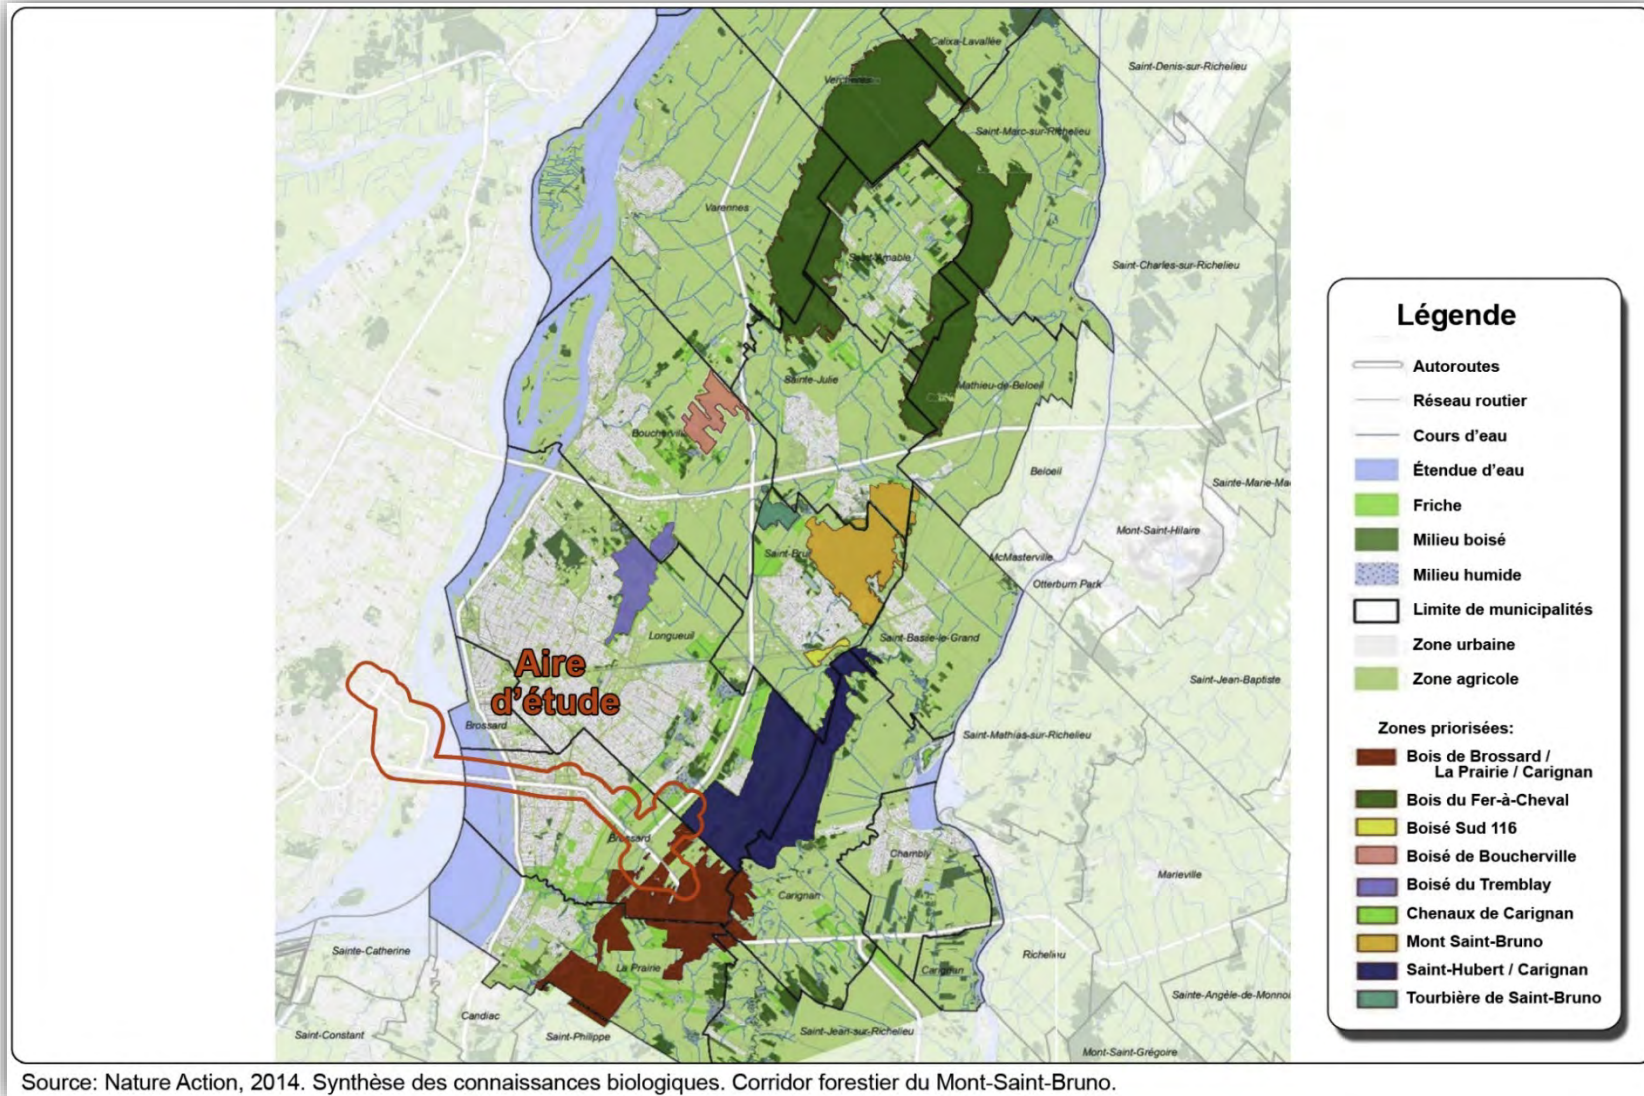 Calixa-Lavallée
Saint-Denis-sur-Richelieu
Verchères
Saint-Marc-sur-Richelieu
Varennes
Saint-Amable
Saint-Charles-sur-Richelieu
Sainte-Julie
Mathieu-de-Beloeil
Boucherville
Beloeil
Sainte-Marie-Ma
Mont-Saint-Hilaire
Saint-Bru
McMasterville
Otterburn Park
Longueuil
Saint-Basile-le-Grand
Aire
d'étude
Saint-Jean-Baptiste
Brossard
Saint-Mathias-sur-Richelieu
Brossard
Chambly
Marieville
Carignan
Sainte-Catherine
Richelieu
La Prairie
Carignan
Sainte-Angèle-de-Monnoi
Candiac
Saint-Constant
Saint-Philippe
Saint-Jean-sur-Richelieu
Mont-Saint-Grégoire
Légende
Autoroutes
Réseau routier
Cours d'eau
Étendue d'eau
Friche
Milieu boisé
Milieu humide
Limite de municipalités
Zone urbaine
Zone agricole
Zones priorisées:
Bois de Brossard /
La Prairie / Carignan
Bois du Fer-à-Cheval
Boisé Sud 116
Boisé de Boucherville
Boisé du Tremblay
Chenaux de Carignan
Mont Saint-Bruno
Saint-Hubert / Carignan
Tourbière de Saint-Bruno
Source: Nature Action, 2014. Synthèse des connaissances biologiques. Corridor forestier du Mont-Saint-Bruno.